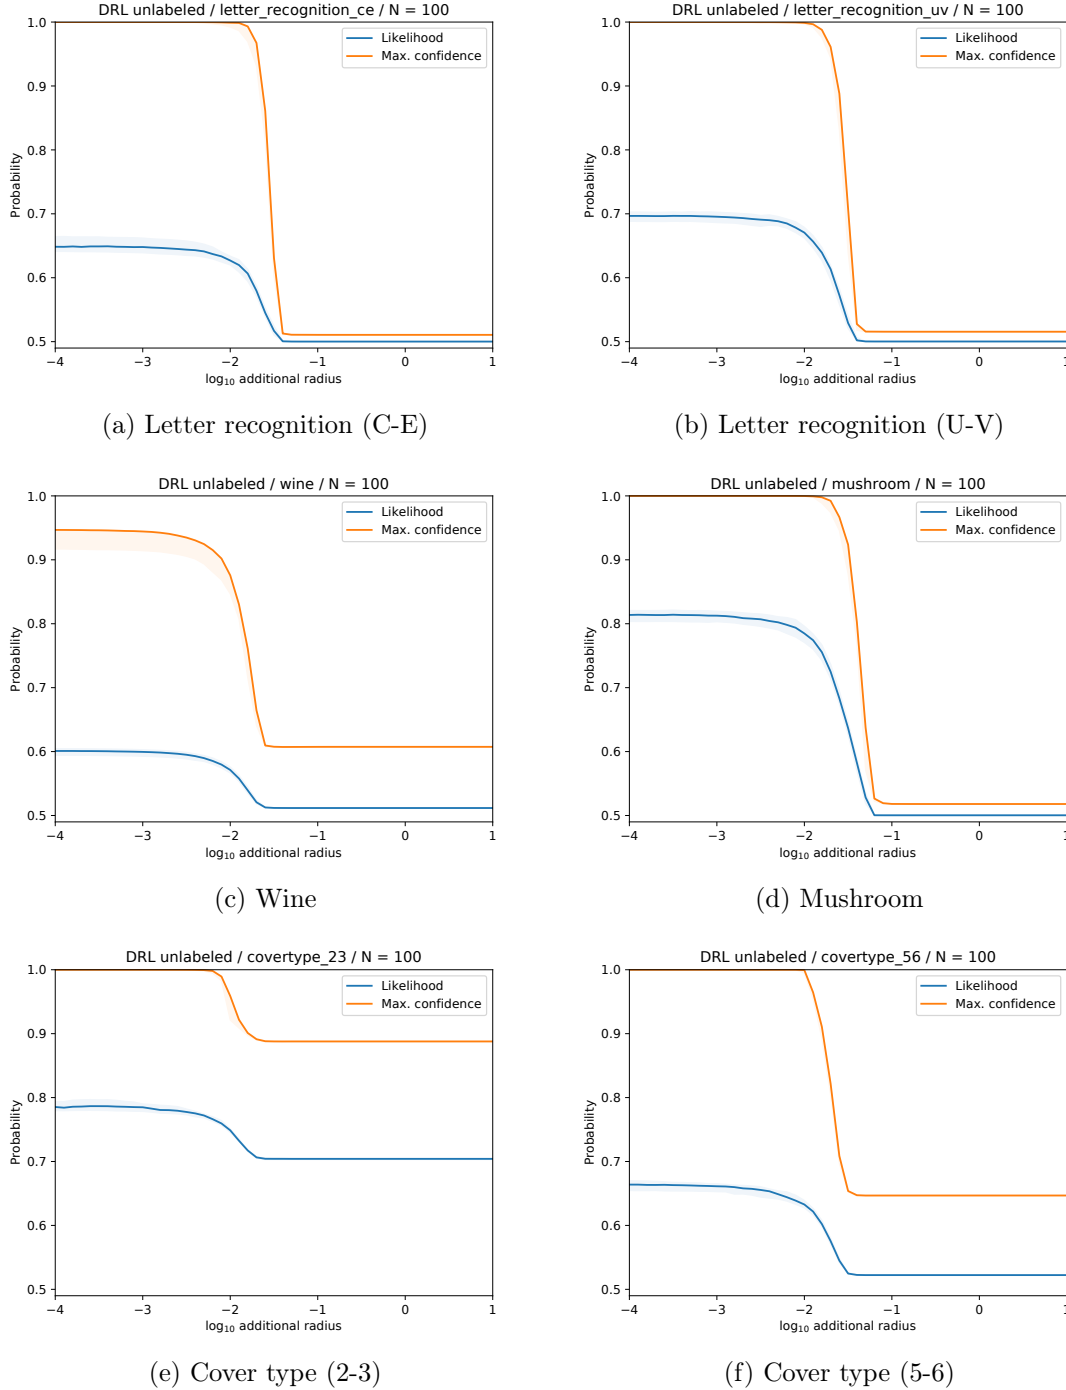 DRL unlabeled / letter_recognition_ce / N = 100
1.0
0.9
0.8
0.7
0.6
0.5
Probability
Likelihood
Max. confidence
−4 −3 −2 −1 0 1
log₁₀ additional radius
(a) Letter recognition (C-E)
DRL unlabeled / letter_recognition_uv / N = 100
1.0
0.9
0.8
0.7
0.6
0.5
Probability
Likelihood
Max. confidence
−4 −3 −2 −1 0 1
log₁₀ additional radius
(b) Letter recognition (U-V)
DRL unlabeled / wine / N = 100
1.0
0.9
0.8
0.7
0.6
0.5
Probability
Likelihood
Max. confidence
−4 −3 −2 −1 0 1
log₁₀ additional radius
(c) Wine
DRL unlabeled / mushroom / N = 100
1.0
0.9
0.8
0.7
0.6
0.5
Probability
Likelihood
Max. confidence
−4 −3 −2 −1 0 1
log₁₀ additional radius
(d) Mushroom
DRL unlabeled / covertype_23 / N = 100
1.0
0.9
0.8
0.7
0.6
0.5
Probability
Likelihood
Max. confidence
−4 −3 −2 −1 0 1
log₁₀ additional radius
(e) Cover type (2-3)
DRL unlabeled / covertype_56 / N = 100
1.0
0.9
0.8
0.7
0.6
0.5
Probability
Likelihood
Max. confidence
−4 −3 −2 −1 0 1
log₁₀ additional radius
(f) Cover type (5-6)